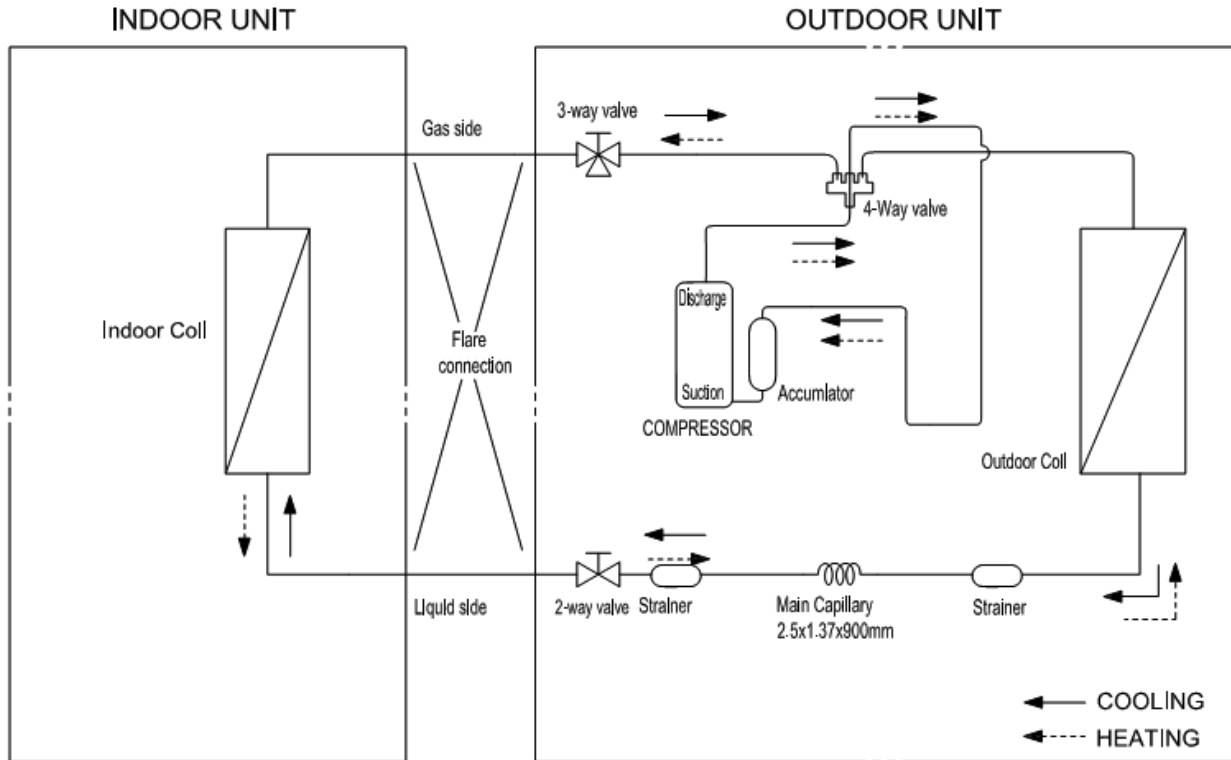 INDOOR UNIT
OUTDOOR UNIT
3-way valve
Gas side
4-Way valve
Discharge
Indoor Coil
Flare
connection
Suction
Accumlator
COMPRESSOR
Outdoor Coil
Liquid side
2-way valve
Strainer
Main Capillary
2.5x1.37x900mm
Strainer
COOLING
HEATING